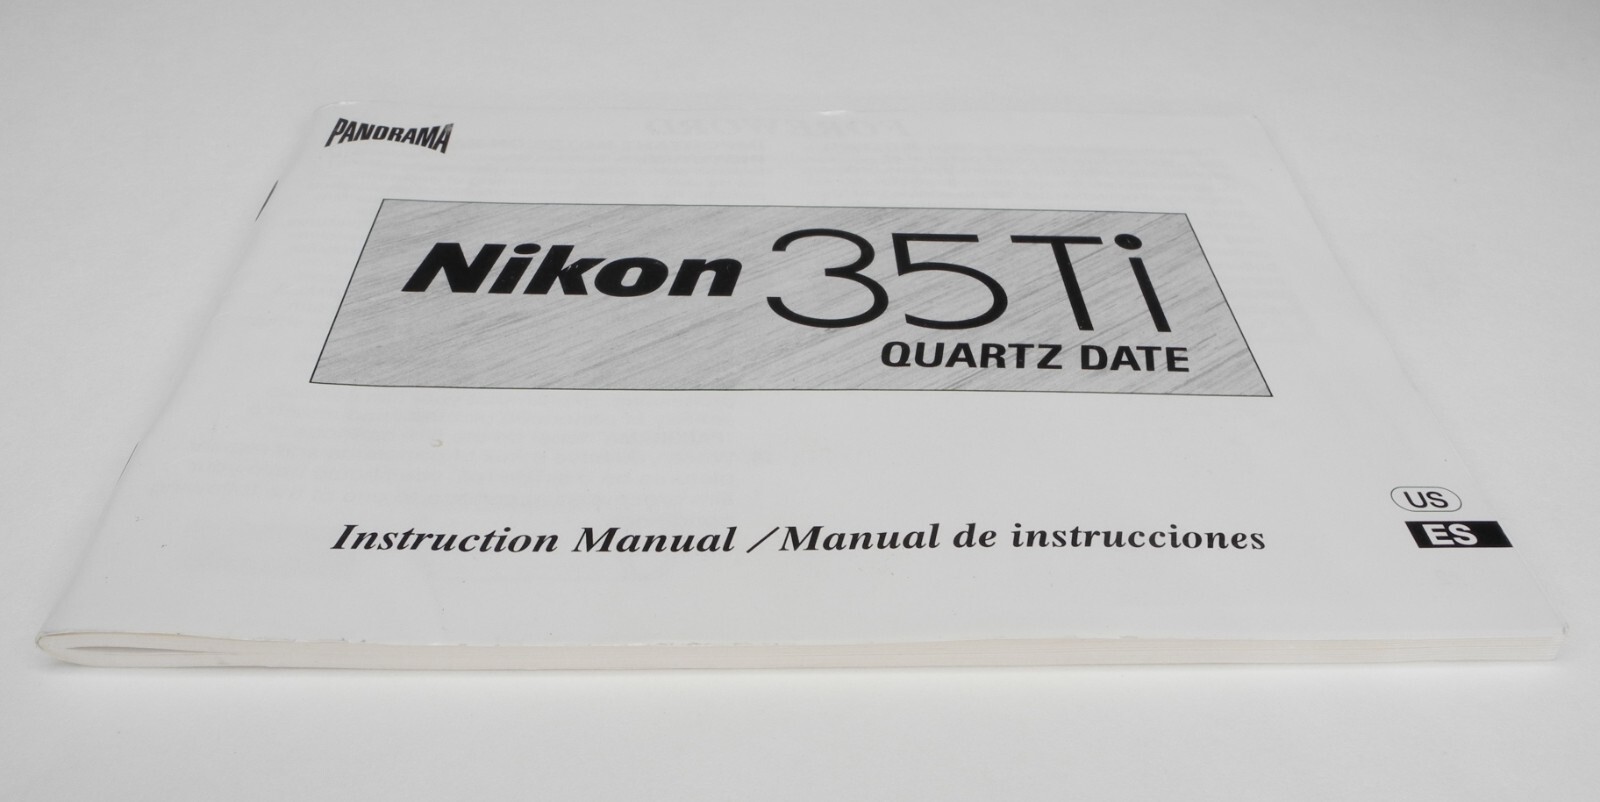 PANORAMA
Nikon 35Ti
QUARTZ DATE
US
ES
Instruction Manual / Manual de instrucciones